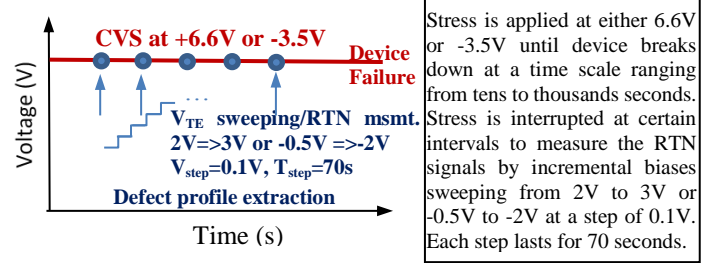 CVS at +6.6V or -3.5V
Device
Failure
Voltage (V)
...
VTE sweeping/RTN msmt.
2V=>3V or -0.5V =>-2V
Vstep=0.1V, Tstep=70s
Defect profile extraction
Time (s)
Stress is applied at either 6.6V
or -3.5V until device breaks
down at a time scale ranging
from tens to thousands seconds.
Stress is interrupted at certain
intervals to measure the RTN
signals by incremental biases
sweeping from 2V to 3V or
-0.5V to -2V at a step of 0.1V.
Each step lasts for 70 seconds.